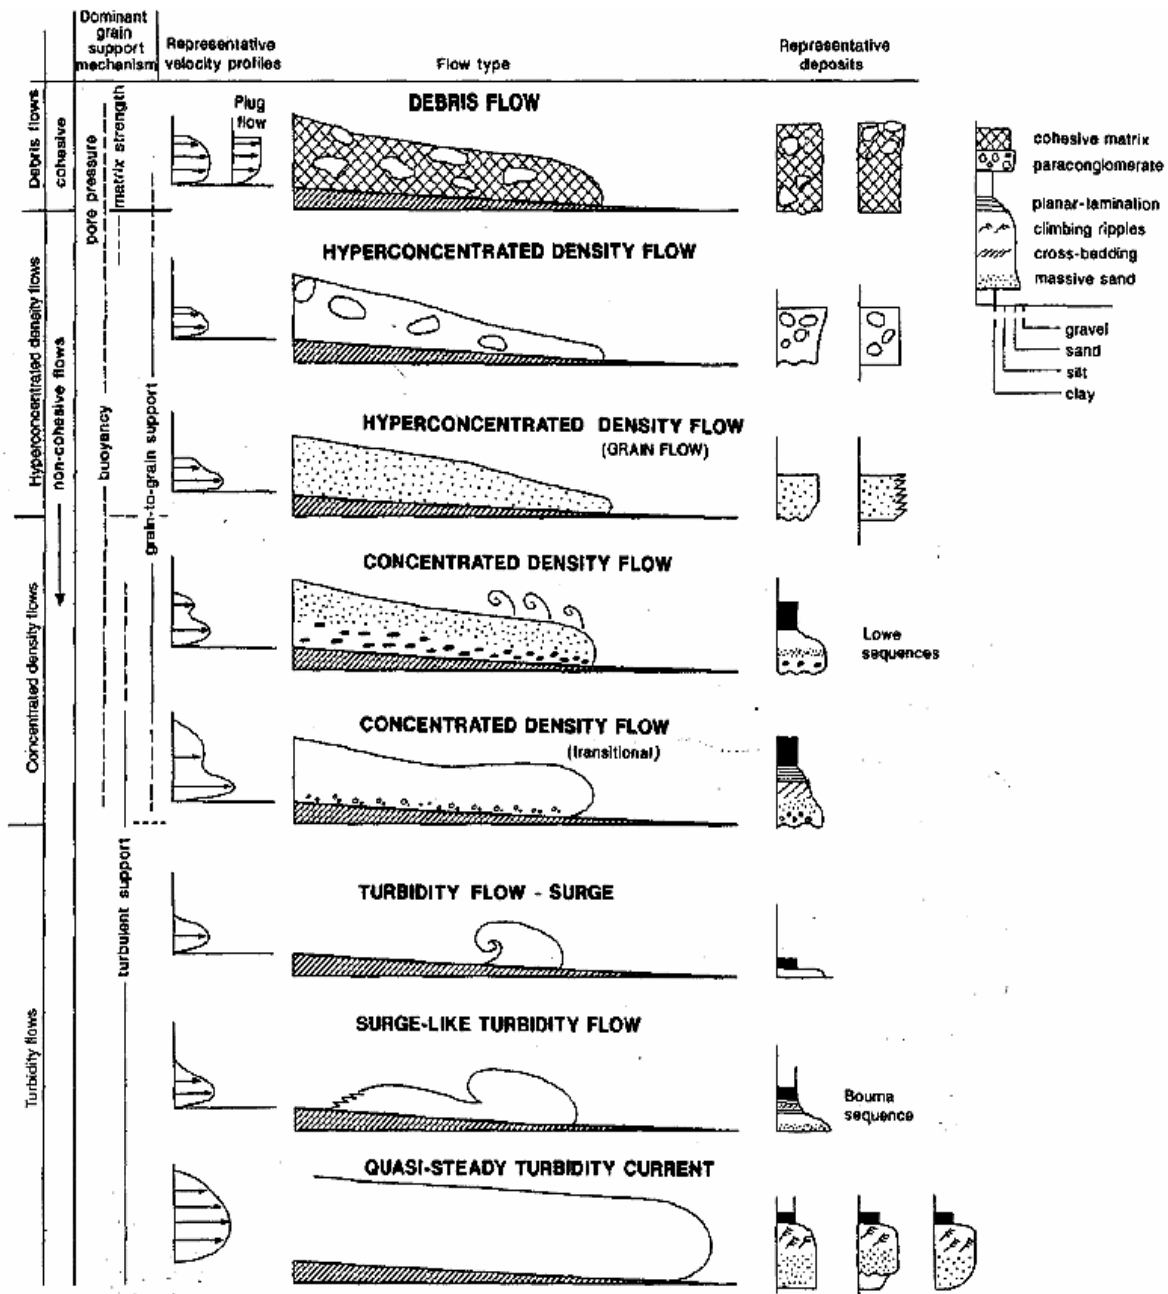 Dominant
grain
support
mechanism
Representative
velocity profiles
Flow type
Representative
deposits
Debris flows
cohesive
pore pressure
matrix strength
Plug
flow
DEBRIS FLOW
cohesive matrix
paraconglomerate
planar-lamination
climbing ripples
cross-bedding
massive sand
gravel
sand
silt
clay
Hyperconcentrated density flows
non-cohesive flows
buoyancy
grain-to-grain support
HYPERCONCENTRATED DENSITY FLOW
HYPERCONCENTRATED DENSITY FLOW
(GRAIN FLOW)
Concentrated density flows
CONCENTRATED DENSITY FLOW
Lowe
sequences
CONCENTRATED DENSITY FLOW
(transitional)
turbulent support
Turbidity flows
TURBIDITY FLOW - SURGE
SURGE-LIKE TURBIDITY FLOW
Bouma
sequence
QUASI-STEADY TURBIDITY CURRENT